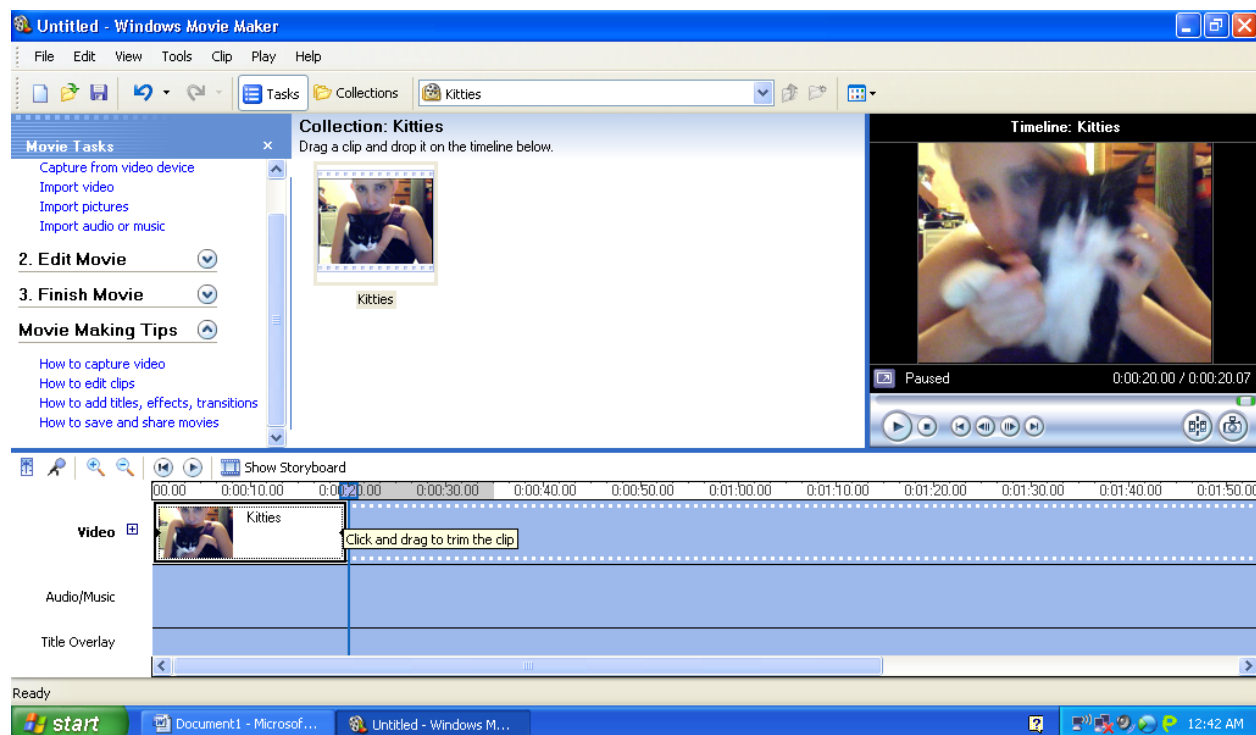 Untitled - Windows Movie Maker
File Edit View Tools Clip Play Help
Tasks Collections Kitties
Movie Tasks
Capture from video device
Import video
Import pictures
Import audio or music
2. Edit Movie
3. Finish Movie
Movie Making Tips
How to capture video
How to edit clips
How to add titles, effects, transitions
How to save and share movies
Collection: Kitties
Drag a clip and drop it on the timeline below.
Kitties
Timeline: Kitties
Paused 0:00:20.00 / 0:00:20.07
Show Storyboard
00.00 0:00:10.00 0:00:20.00 0:00:30.00 0:00:40.00 0:00:50.00 0:01:00.00 0:01:10.00 0:01:20.00 0:01:30.00 0:01:40.00 0:01:50.00
Video Kitties
Click and drag to trim the clip
Audio/Music
Title Overlay
Ready
start Document1 - Microsof... Untitled - Windows M... 12:42 AM